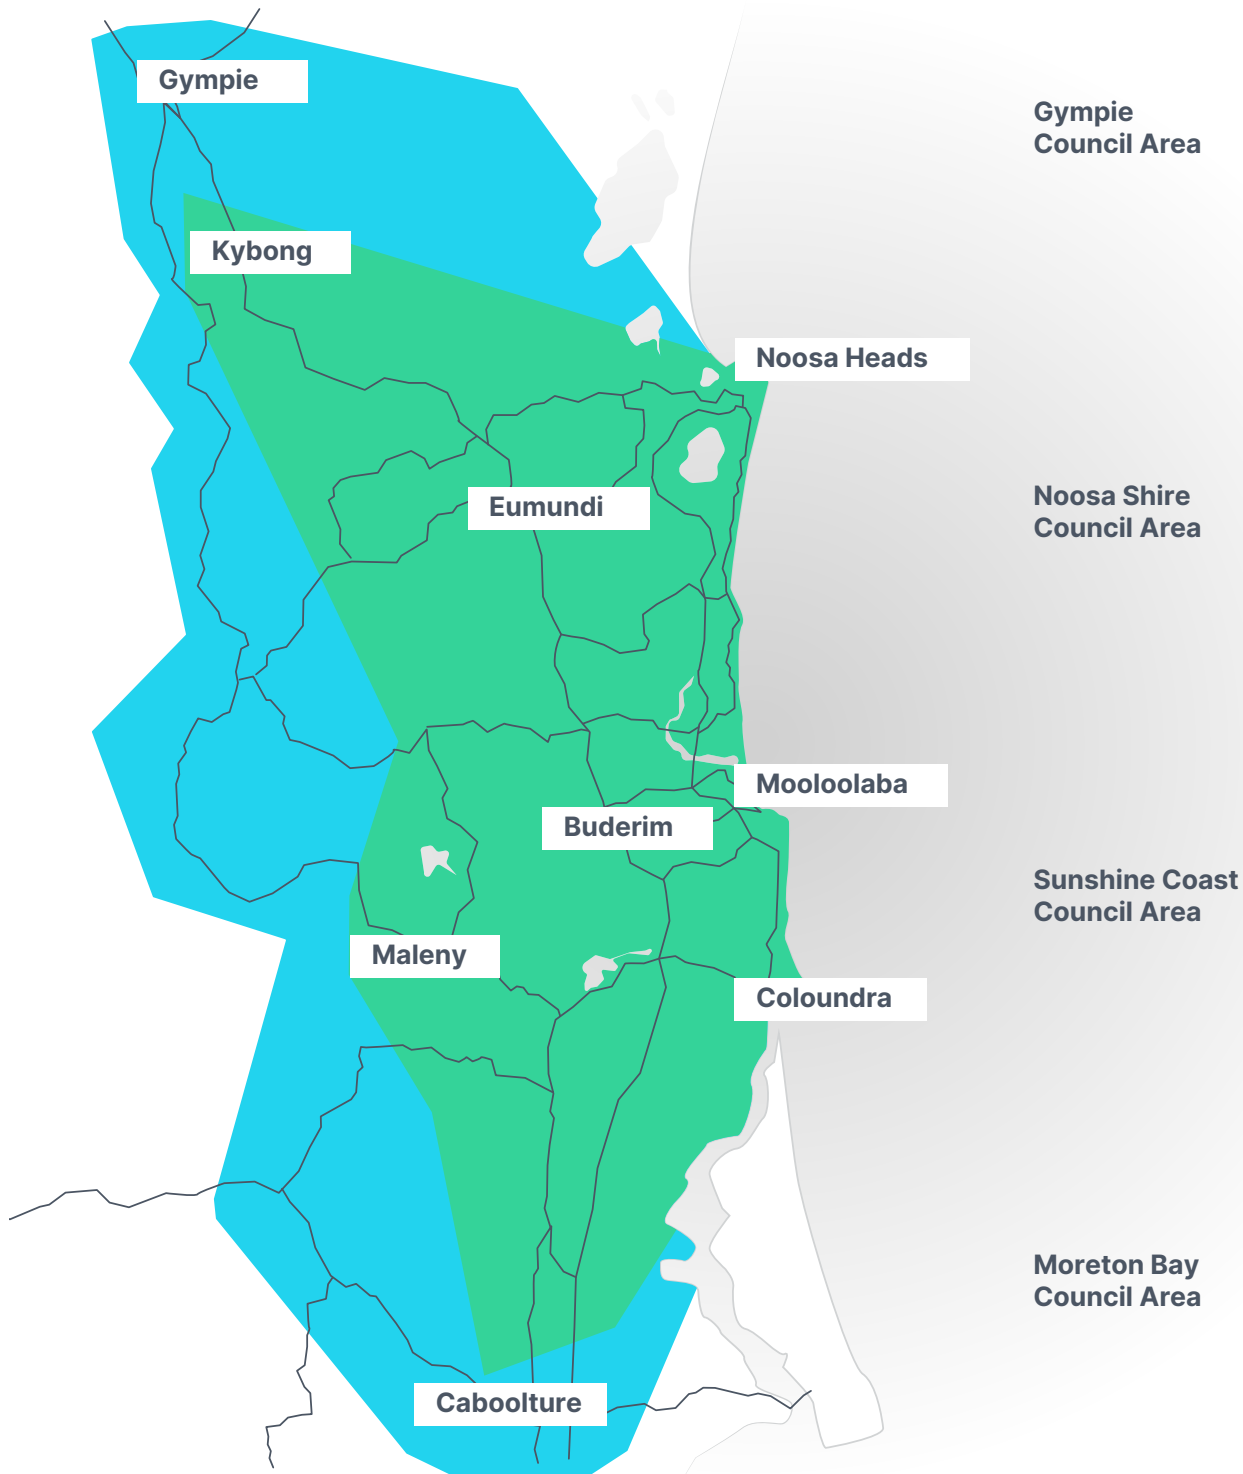 Gympie
Gympie
Council Area
Kybong
Noosa Heads
Noosa Shire
Council Area
Eumundi
Mooloolaba
Buderim
Sunshine Coast
Council Area
Maleny
Coloundra
Moreton Bay
Council Area
Caboolture